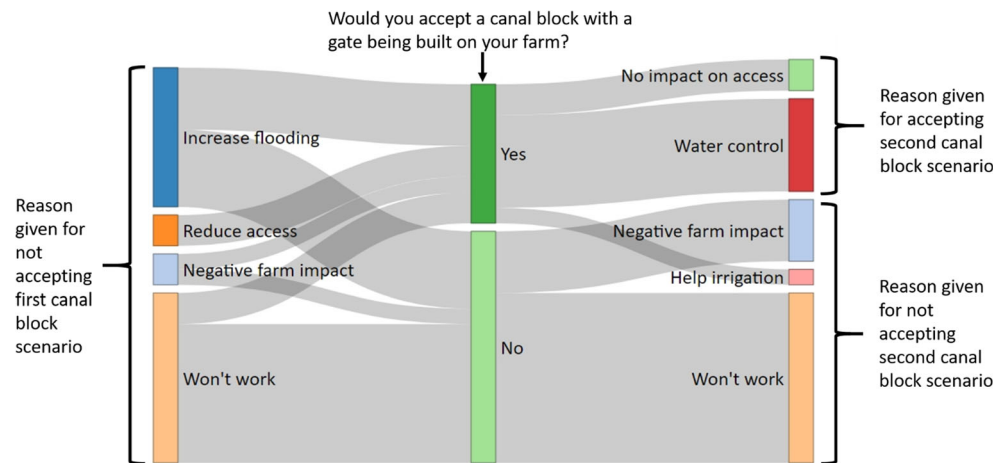 Would you accept a canal block with a
gate being built on your farm?
Reason
given for
not
accepting
first canal
block
scenario
Increase flooding
Reduce access
Negative farm impact
Won't work
Yes
No
No impact on access
Water control
Negative farm impact
Help irrigation
Won't work
Reason given
for accepting
second canal
block scenario
Reason given
for not
accepting
second canal
block scenario